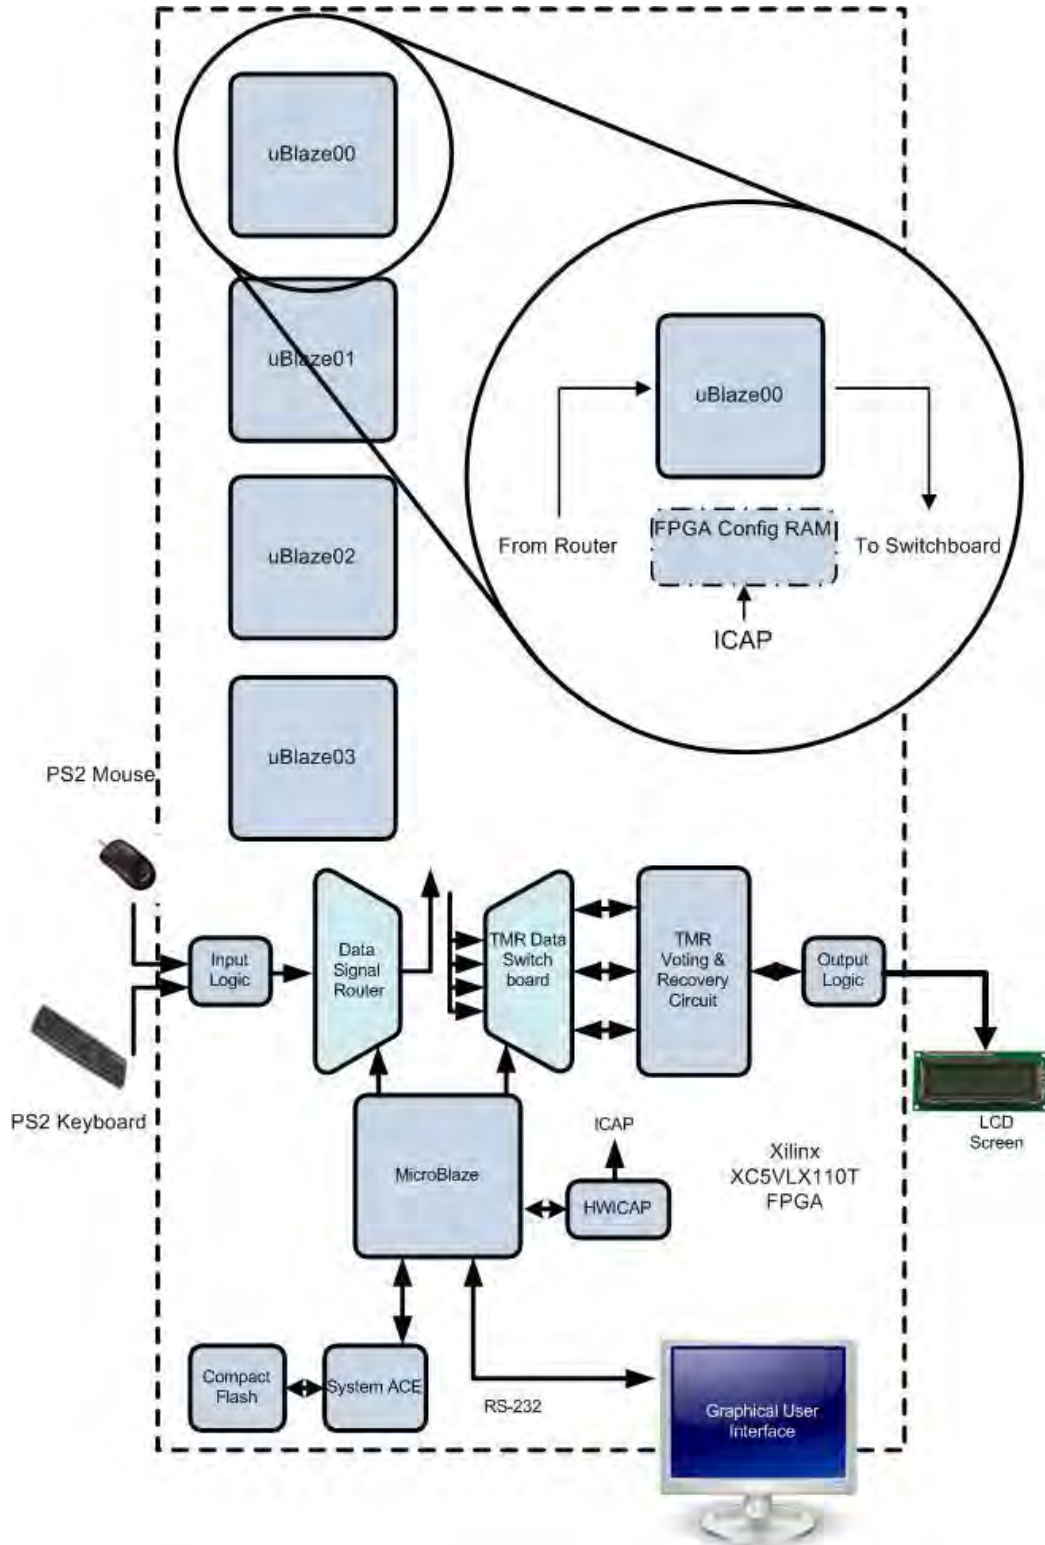 uBlaze00
uBlaze01
uBlaze00
FPGA Config RAM
From Router
To Switchboard
ICAP
uBlaze02
uBlaze03
PS2 Mouse
Input
Logic
Data
Signal
Router
TMR Data
Switch
board
TMR
Voting &
Recovery
Circuit
Output
Logic
PS2 Keyboard
LCD
Screen
MicroBlaze
ICAP
HWICAP
Xilinx
XC5VLX110T
FPGA
Compact
Flash
System ACE
RS-232
Graphical User
Interface